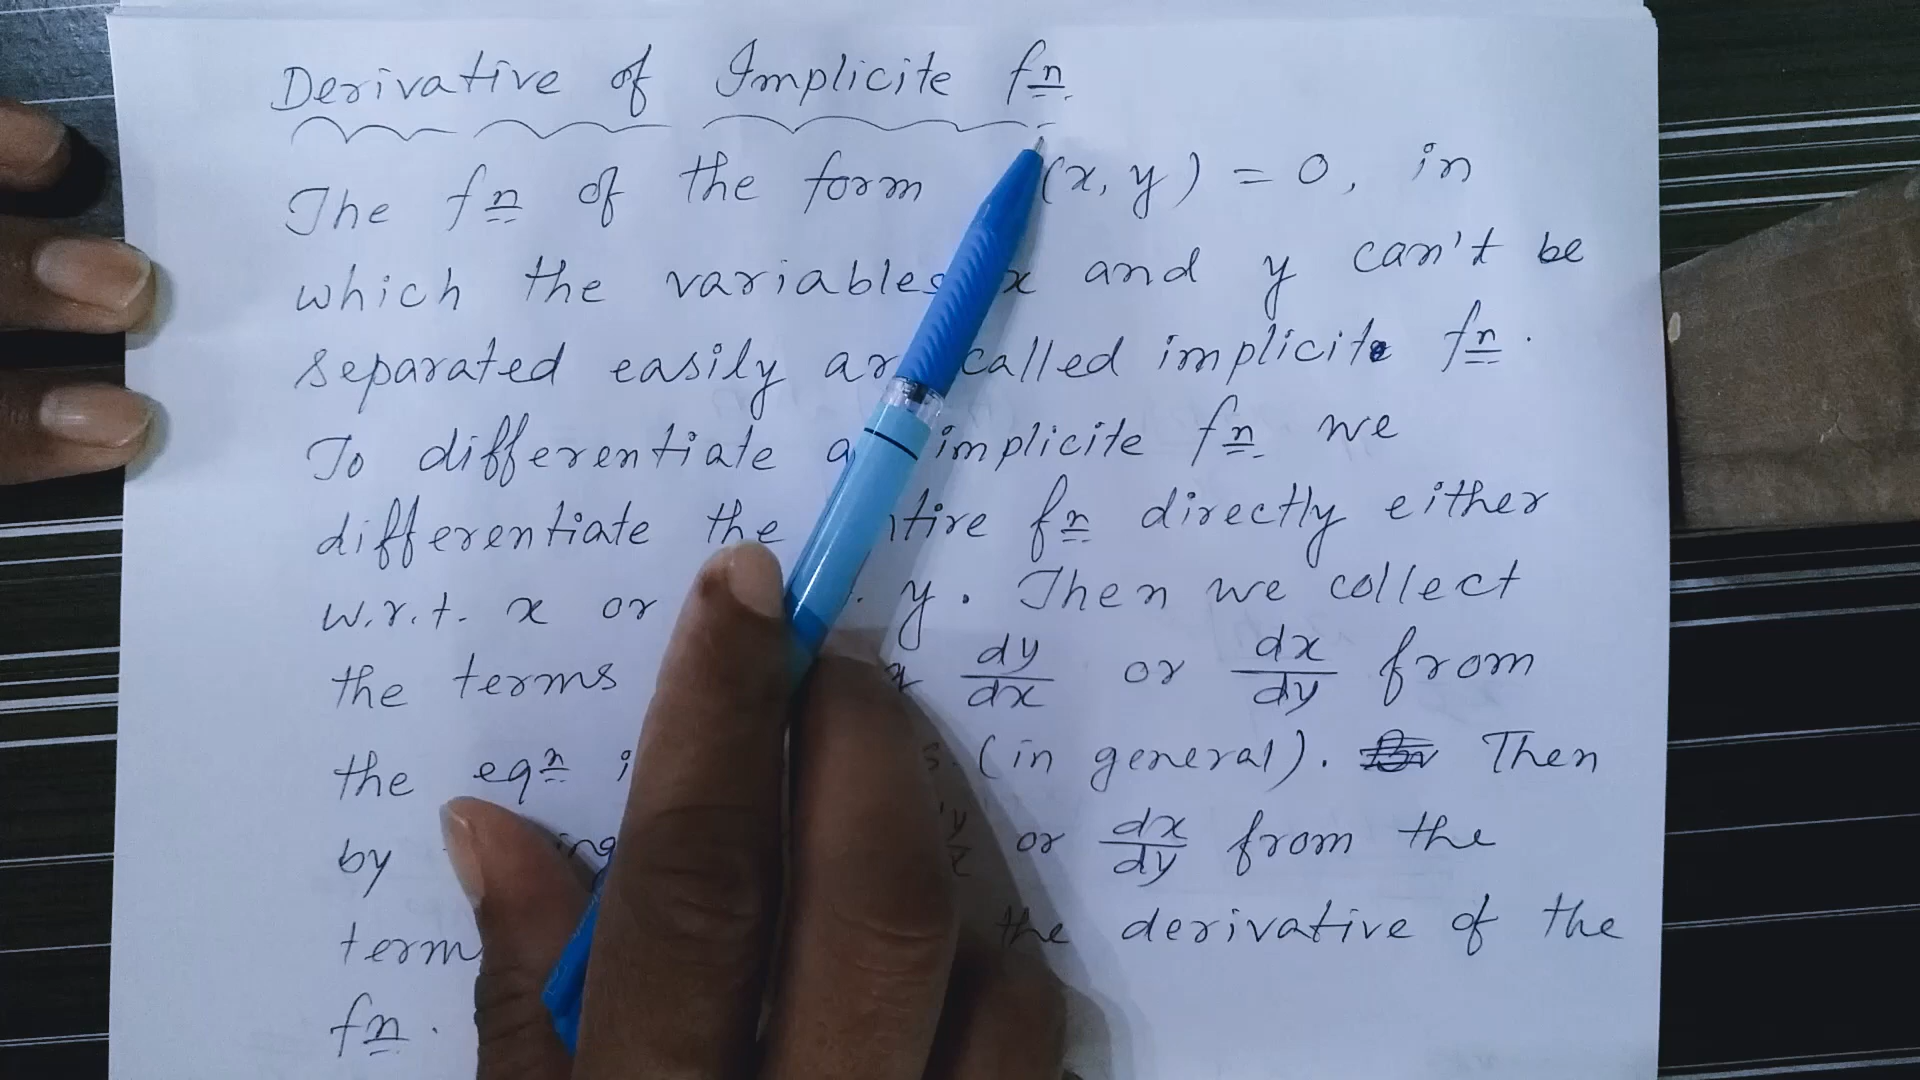 Derivative of Implicite fn.
The fn of the form (x, y) = 0, in
which the variables x and y can't be
separated easily called implicite fn.
To differentiate implicite fn we
differentiate the fn directly either
w.r.t. x or y. Then we collect
the terms dy/dx or dx/dy from
the eqn (in general). Then
by or dx/dy from the
the derivative of the
fn.